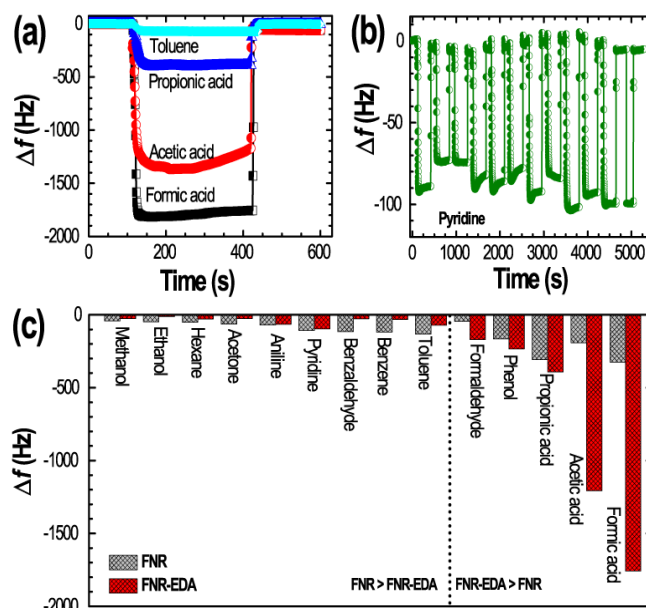 (a)
0
-500
-1000
-1500
-2000
Δf (Hz)
Toluene
Propionic acid
Acetic acid
Formic acid
0 200 400 600
Time (s)
(b)
0
-50
-100
Δf (Hz)
Pyridine
0 1000 2000 3000 4000 5000
Time (s)
(c)
0
-500
-1000
-1500
-2000
Δf (Hz)
Methanol
Ethanol
Hexane
Acetone
Aniline
Pyridine
Benzaldehyde
Benzene
Toluene
Formaldehyde
Phenol
Propionic acid
Acetic acid
Formic acid
FNR
FNR-EDA
FNR > FNR-EDA
FNR-EDA > FNR